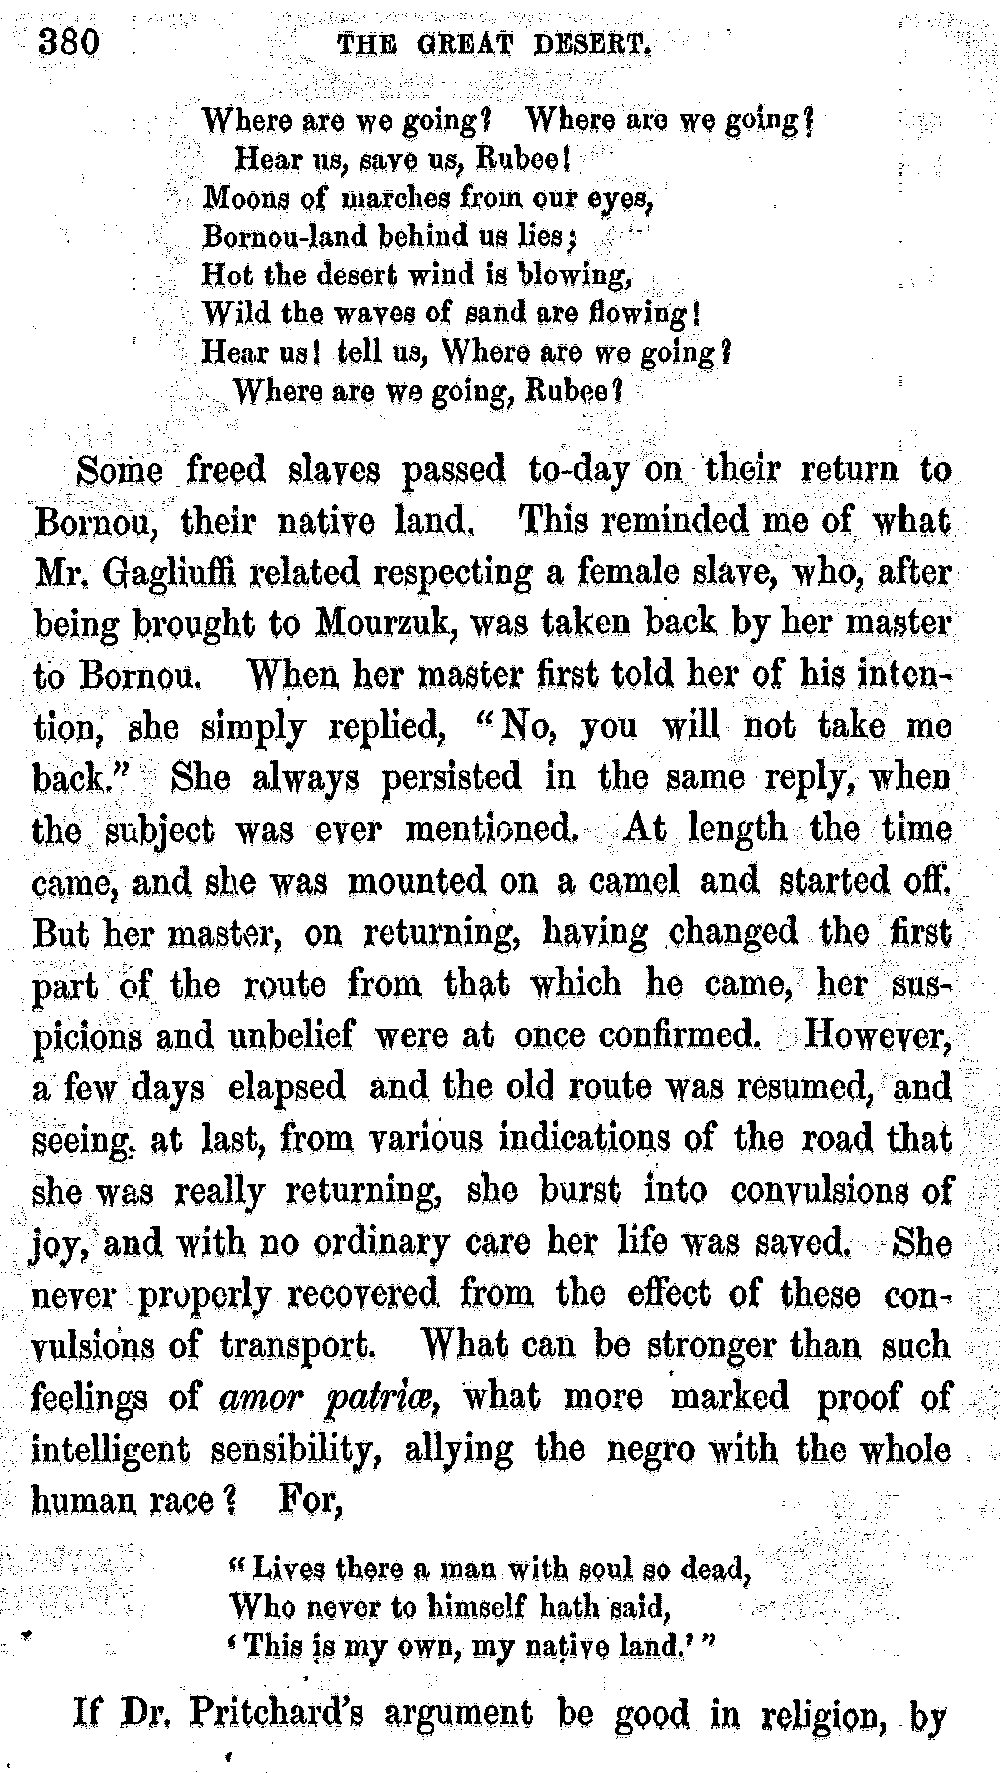 380 THE GREAT DESERT.
Where are we going? Where are we going?
Hear us, save us, Rubee!
Moons of marches from our eyes,
Bornou-land behind us lies;
Hot the desert wind is blowing,
Wild the waves of sand are flowing!
Hear us! tell us, Where are we going?
Where are we going, Rubee?
Some freed slaves passed to-day on their return to
Bornou, their native land. This reminded me of what
Mr. Gagliuffi related respecting a female slave, who, after
being brought to Mourzuk, was taken back by her master
to Bornou. When her master first told her of his inten-
tion, she simply replied, "No, you will not take me
back." She always persisted in the same reply, when
the subject was ever mentioned. At length the time
came, and she was mounted on a camel and started off.
But her master, on returning, having changed the first
part of the route from that which he came, her sus-
picions and unbelief were at once confirmed. However,
a few days elapsed and the old route was resumed, and
seeing at last, from various indications of the road that
she was really returning, she burst into convulsions of
joy, and with no ordinary care her life was saved. She
never properly recovered from the effect of these con-
vulsions of transport. What can be stronger than such
feelings of amor patriæ, what more marked proof of
intelligent sensibility, allying the negro with the whole
human race? For,
"Lives there a man with soul so dead,
Who never to himself hath said,
'This is my own, my native land.'"
If Dr. Pritchard's argument be good in religion, by